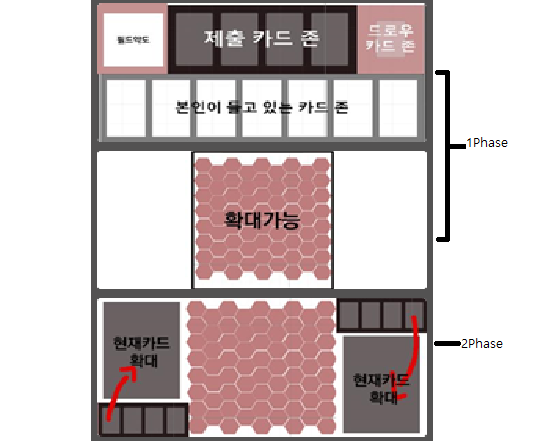 필드약도
제출 카드 존
드로우
카드 존
본인이 들고 있는 카드 존
1Phase
확대가능
2Phase
현재카드
확대
현재카드
확대